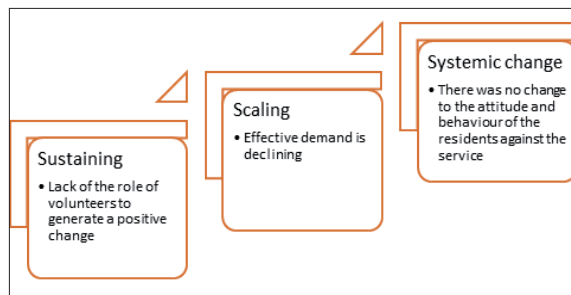 Sustaining
• Lack of the role of
volunteers to
generate a positive
change
Scaling
• Effective demand is
declining
Systemic change
• There was no change
to the attitude and
behaviour of the
residents against the
service